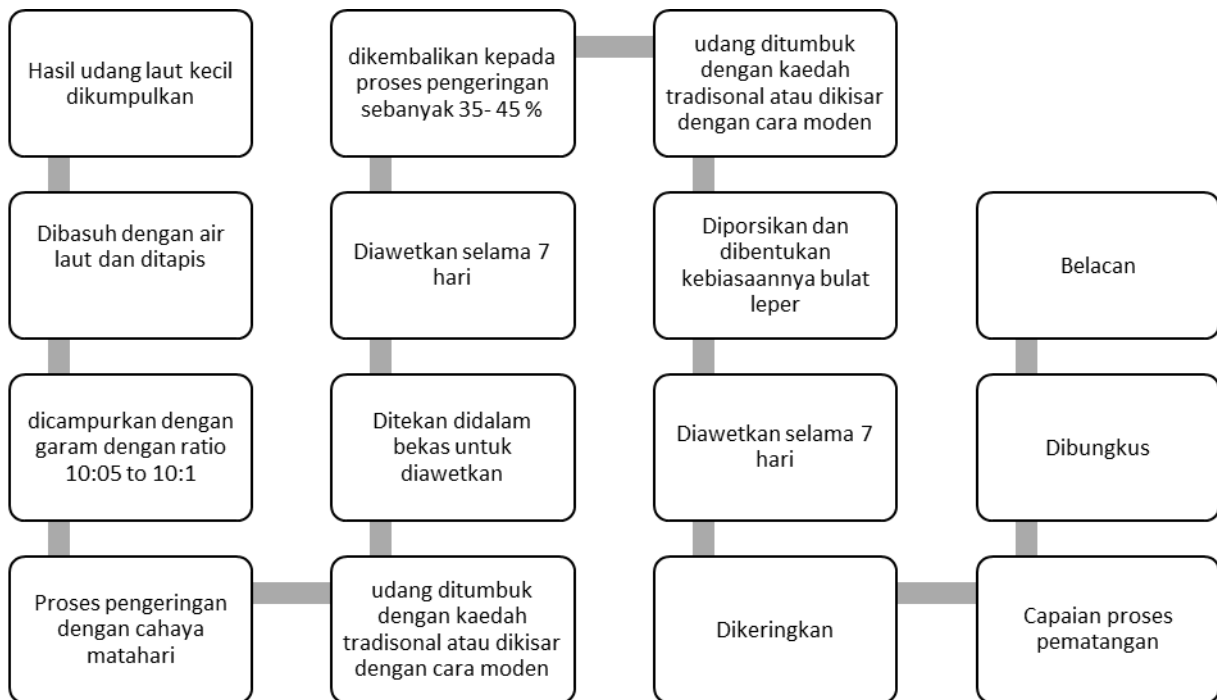 Hasil udang laut kecil
dikumpulkan
Dibasuh dengan air
laut dan ditapis
dicampurkan dengan
garam dengan ratio
10:05 to 10:1
Proses pengeringan
dengan cahaya
matahari
udang ditumbuk
dengan kaedah
tradisonal atau dikisar
dengan cara moden
Ditekan didalam
bekas untuk
diawetkan
Diawetkan selama 7
hari
dikembalikan kepada
proses pengeringan
sebanyak 35- 45 %
udang ditumbuk
dengan kaedah
tradisonal atau dikisar
dengan cara moden
Diporsikan dan
dibentukan
kebiasaannya bulat
leper
Diawetkan selama 7
hari
Dikeringkan
Capaian proses
pematangan
Dibungkus
Belacan